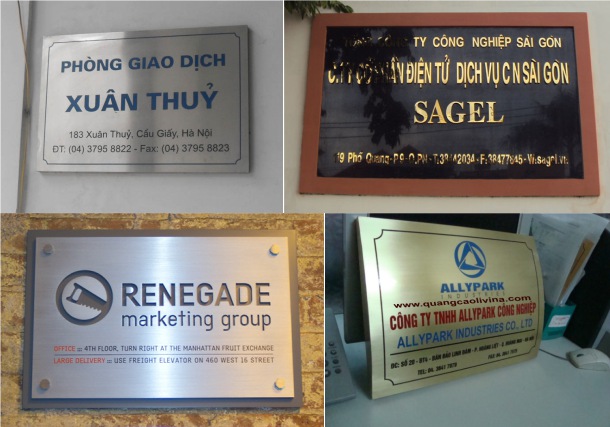 PHÒNG GIAO DỊCH
XUÂN THUỶ
183 Xuân Thuỷ, Cầu Giấy, Hà Nội
ĐT: (04) 3795 8822 - Fax: (04) 3795 8823
CÔNG TY CÔNG NGHIỆP SÀI GÒN
ĐIỆN TỬ DỊCH VỤ CN SÀI GÒN
SAGEL
RENEGADE
marketing group
OFFICE :: 4TH FLOOR, TURN RIGHT AT THE MANHATTAN FRUIT EXCHANGE
LARGE DELIVERY :: USE FREIGHT ELEVATOR ON 460 WEST 16 STREET
ALLYPARK
INDUSTRIES
www.quangcaolivina.com
CÔNG TY TNHH ALLYPARK CÔNG NGHIỆP
ALLYPARK INDUSTRIES CO., LTD